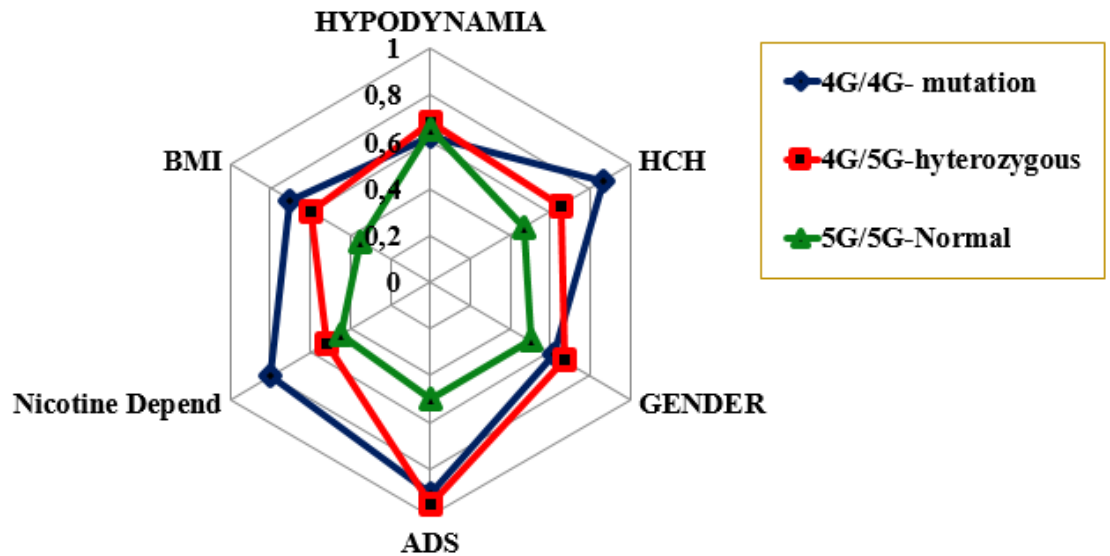 HYPODYNAMIA
1
0,8
0,6
0,4
0,2
0
HCH
GENDER
ADS
Nicotine Depend
BMI
4G/4G- mutation
4G/5G-hyterozygous
5G/5G-Normal